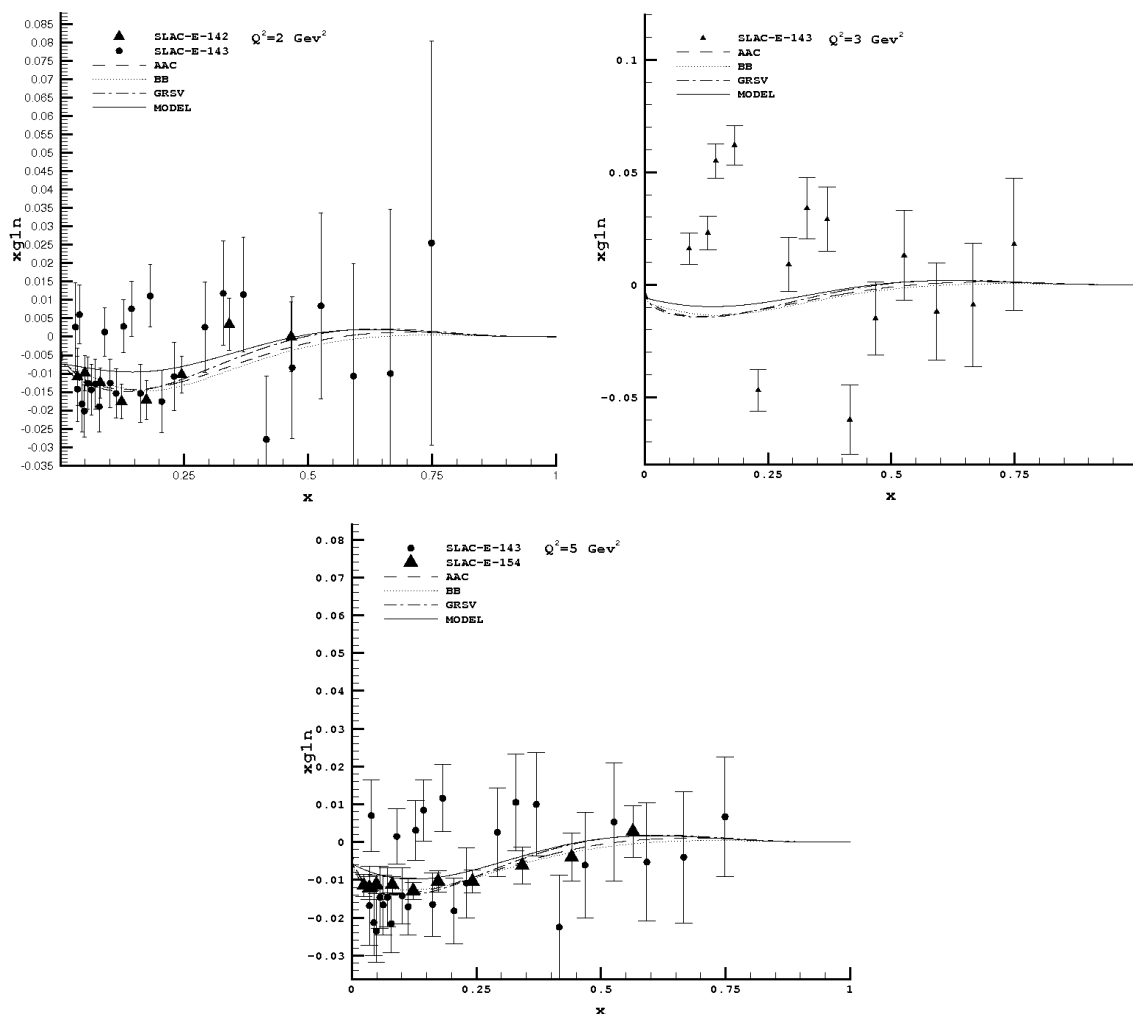 0.085
0.08
0.075
0.07
0.065
0.06
0.055
0.05
0.045
0.04
0.035
0.03
0.025
0.02
0.015
0.01
0.005
0
-0.005
-0.01
-0.015
-0.02
-0.025
-0.03
-0.035
xg1n
SLAC-E-142 Q²=2 Gev²
SLAC-E-143
AAC
BB
GRSV
MODEL
0.25 0.5 0.75 1
x
0.1
0.05
0
-0.05
xg1n
SLAC-E-143 Q²=3 Gev²
AAC
BB
GRSV
MODEL
0 0.25 0.5 0.75
x
0.08
0.07
0.06
0.05
0.04
0.03
0.02
0.01
0
-0.01
-0.02
-0.03
xg1n
SLAC-E-143 Q²=5 Gev²
SLAC-E-154
AAC
BB
GRSV
MODEL
0 0.25 0.5 0.75 1
x